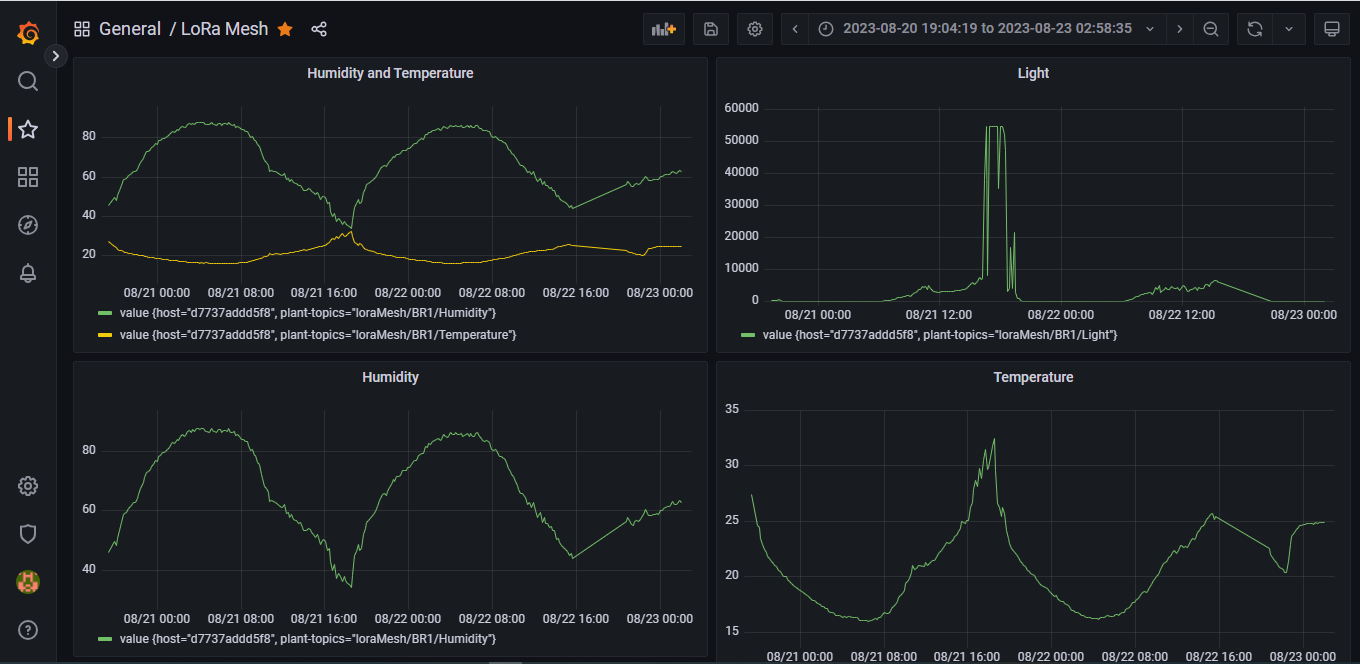 General / LoRa Mesh
2023-08-20 19:04:19 to 2023-08-23 02:58:35
Humidity and Temperature
80
60
40
20
08/21 00:00 08/21 08:00 08/21 16:00 08/22 00:00 08/22 08:00 08/22 16:00 08/23 00:00
value {host="d7737addd5f8", plant-topics="loraMesh/BR1/Humidity"}
value {host="d7737addd5f8", plant-topics="loraMesh/BR1/Temperature"}
Light
60000
50000
40000
30000
20000
10000
0
08/21 00:00 08/21 12:00 08/22 00:00 08/22 12:00 08/23 00:00
value {host="d7737addd5f8", plant-topics="loraMesh/BR1/Light"}
Humidity
80
60
40
08/21 00:00 08/21 08:00 08/21 16:00 08/22 00:00 08/22 08:00 08/22 16:00 08/23 00:00
value {host="d7737addd5f8", plant-topics="loraMesh/BR1/Humidity"}
Temperature
35
30
25
20
15
08/21 00:00 08/21 08:00 08/21 16:00 08/22 00:00 08/22 08:00 08/22 16:00 08/23 00:00